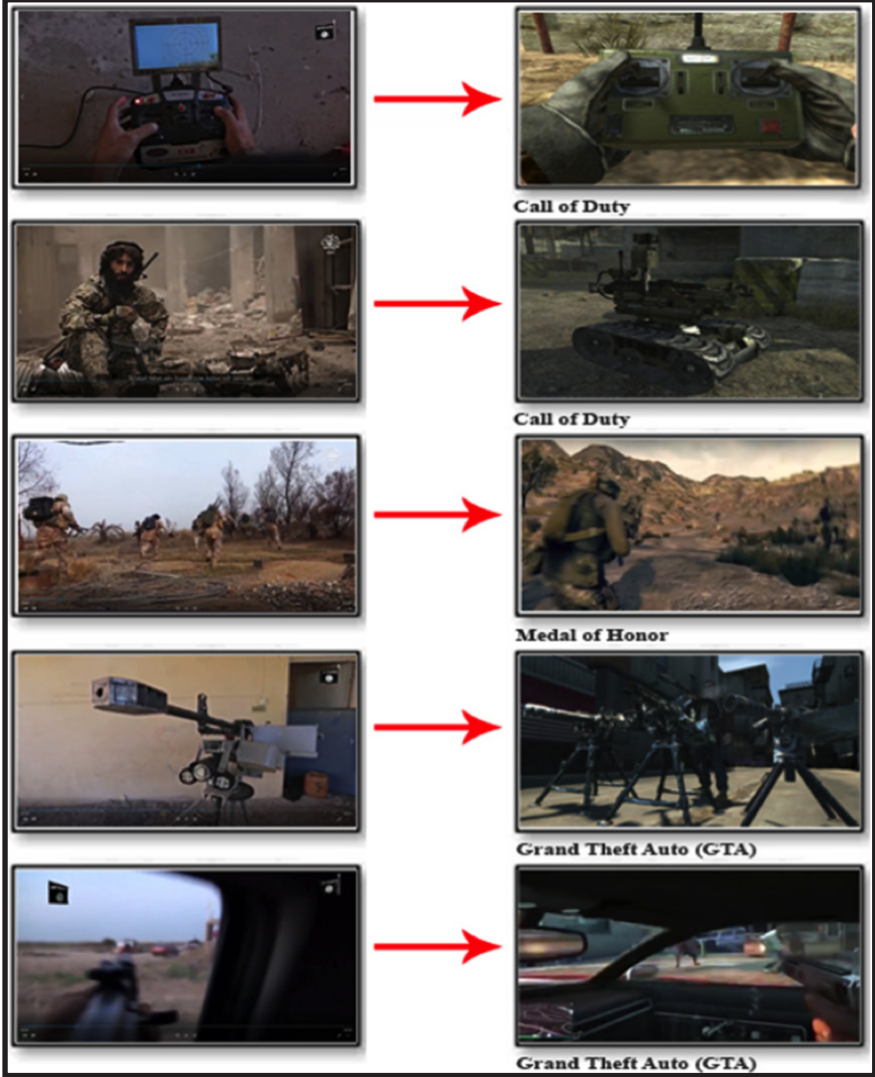 Call of Duty
Call of Duty
Medal of Honor
Grand Theft Auto (GTA)
Grand Theft Auto (GTA)